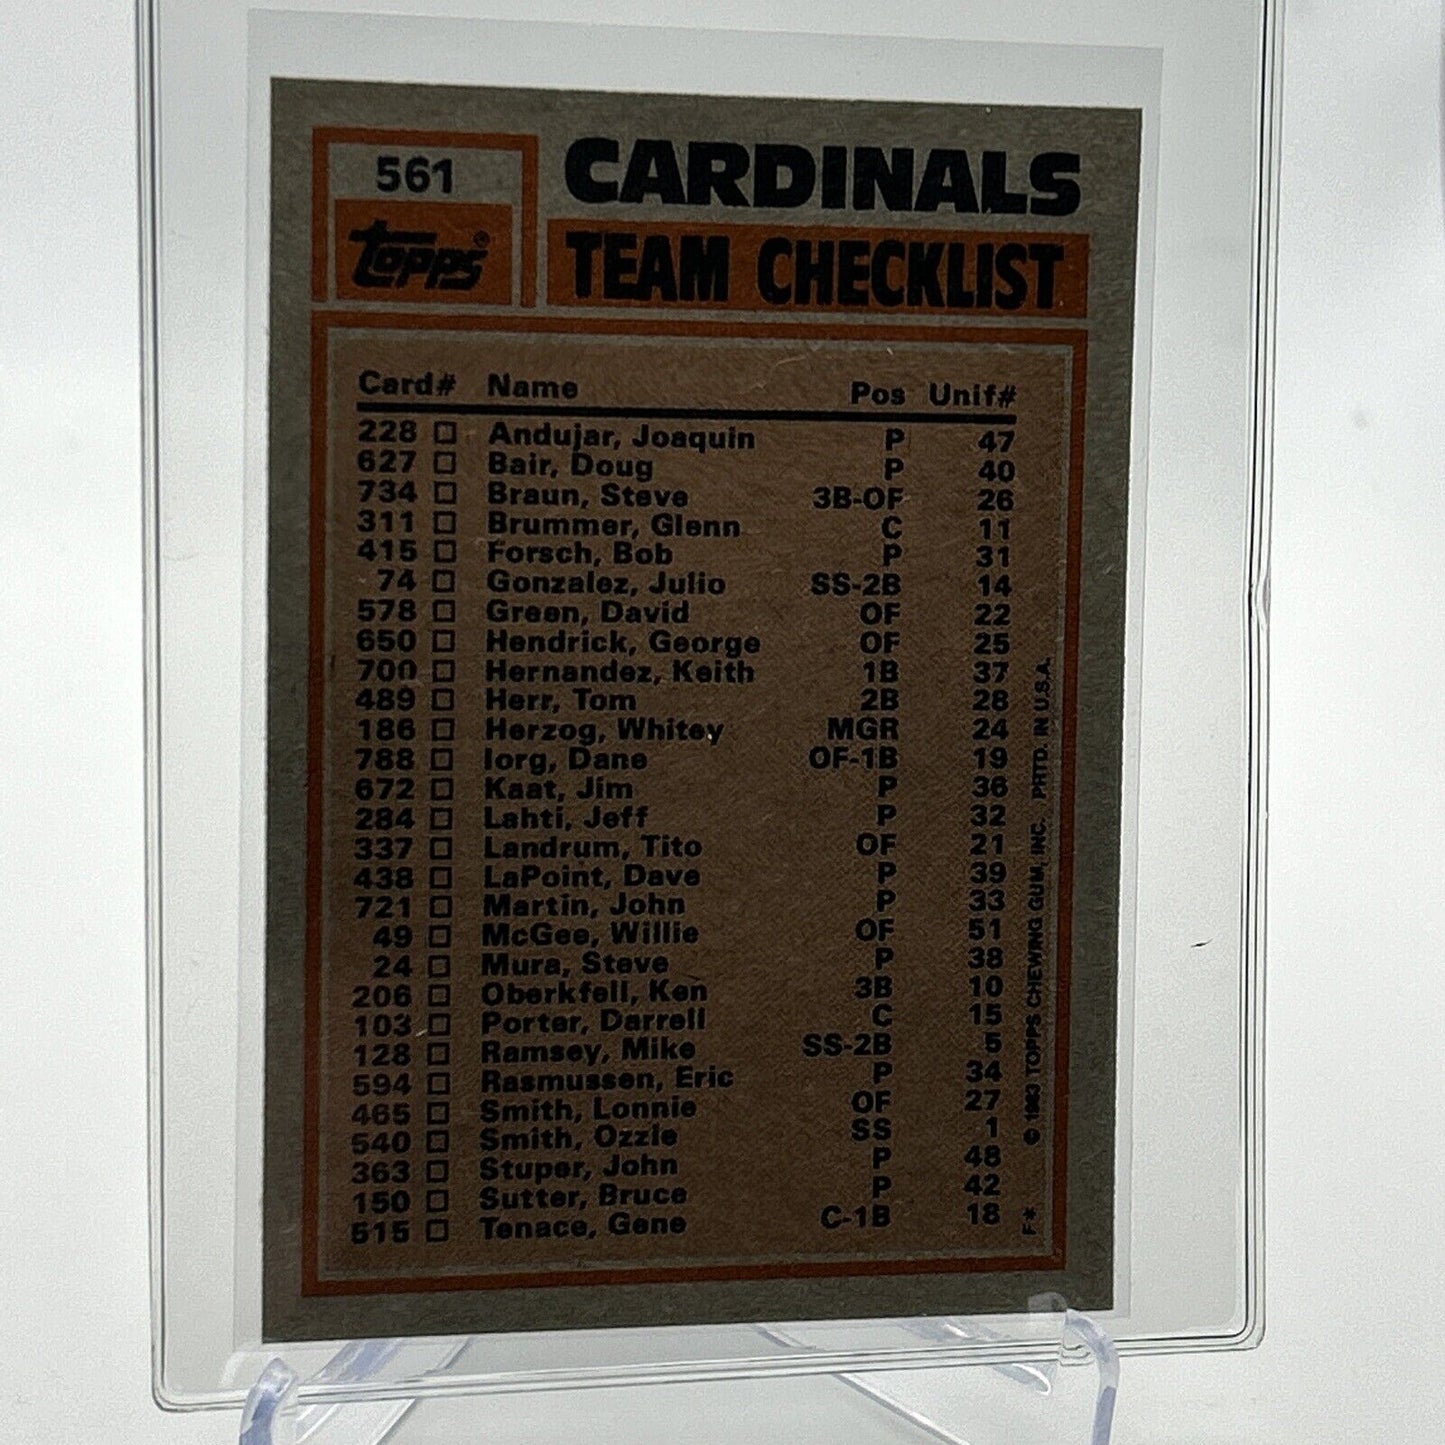 561
topps®
CARDINALS
TEAM CHECKLIST
Card# Name Pos Unif#
228 □ Andujar, Joaquin P 47
627 □ Bair, Doug P 40
734 □ Braun, Steve 3B-OF 26
311 □ Brummer, Glenn C 11
415 □ Forsch, Bob P 31
74 □ Gonzalez, Julio SS-2B 14
578 □ Green, David OF 22
650 □ Hendrick, George OF 25
700 □ Hernandez, Keith 1B 37
489 □ Herr, Tom 2B 28
186 □ Herzog, Whitey MGR 24
788 □ Iorg, Dane OF-1B 19
672 □ Kaat, Jim P 36
284 □ Lahti, Jeff P 32
337 □ Landrum, Tito OF 21
438 □ LaPoint, Dave P 39
721 □ Martin, John P 33
49 □ McGee, Willie OF 51
24 □ Mura, Steve P 38
206 □ Oberkfell, Ken 3B 10
103 □ Porter, Darrell C 15
128 □ Ramsey, Mike SS-2B 5
594 □ Rasmussen, Eric P 34
465 □ Smith, Lonnie OF 27
540 □ Smith, Ozzie SS 1
363 □ Stuper, John P 48
150 □ Sutter, Bruce P 42
515 □ Tenace, Gene C-1B 18
F* © 1983 TOPPS CHEWING GUM, INC. PRTD. IN U.S.A.